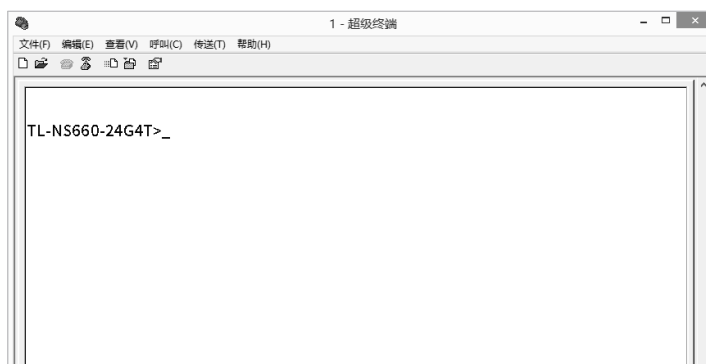 1 - 超级终端
文件(F) 编辑(E) 查看(V) 呼叫(C) 传送(T) 帮助(H)
TL-NS660-24G4T>_